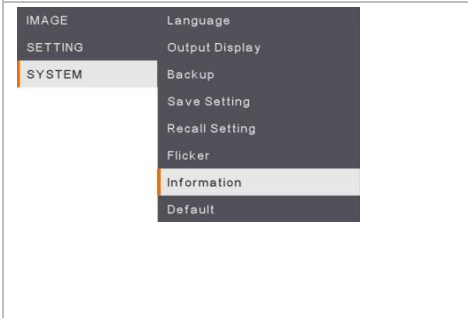 IMAGE
SETTING
SYSTEM
Language
Output Display
Backup
Save Setting
Recall Setting
Flicker
Information
Default